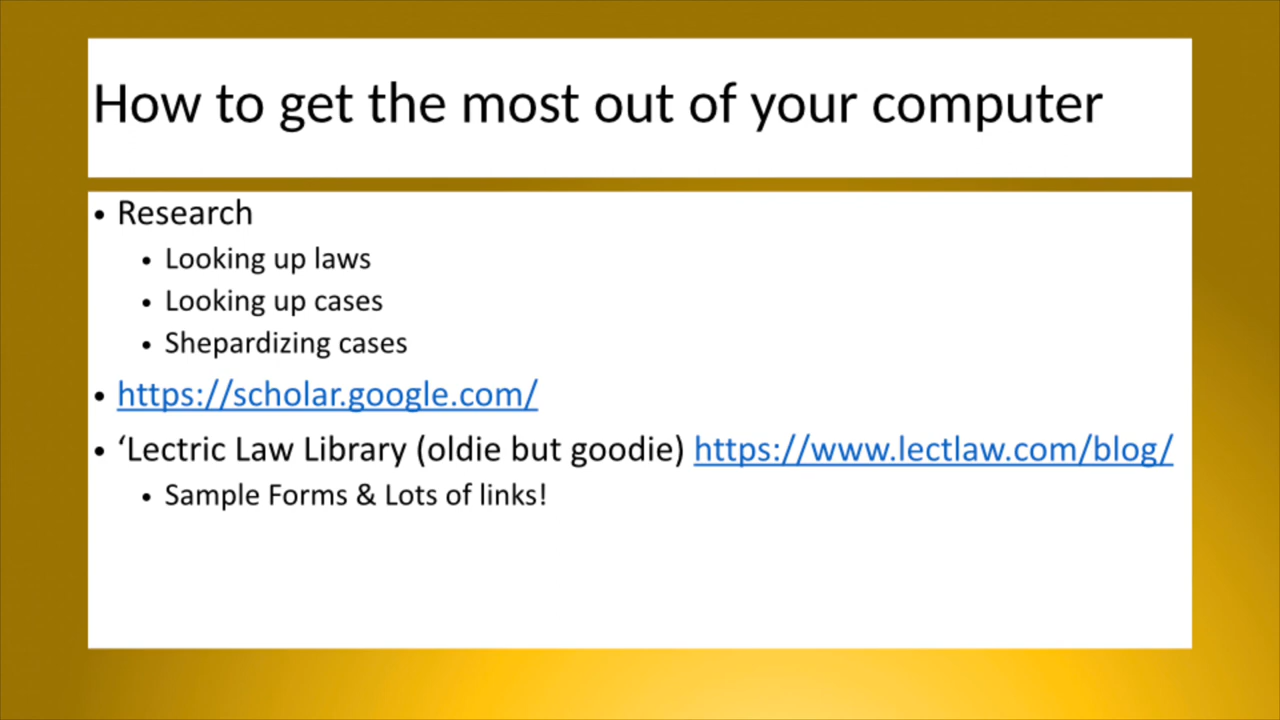 How to get the most out of your computer
• Research
• Looking up laws
• Looking up cases
• Shepardizing cases
• https://scholar.google.com/
• ‘Lectric Law Library (oldie but goodie) https://www.lectlaw.com/blog/
• Sample Forms & Lots of links!